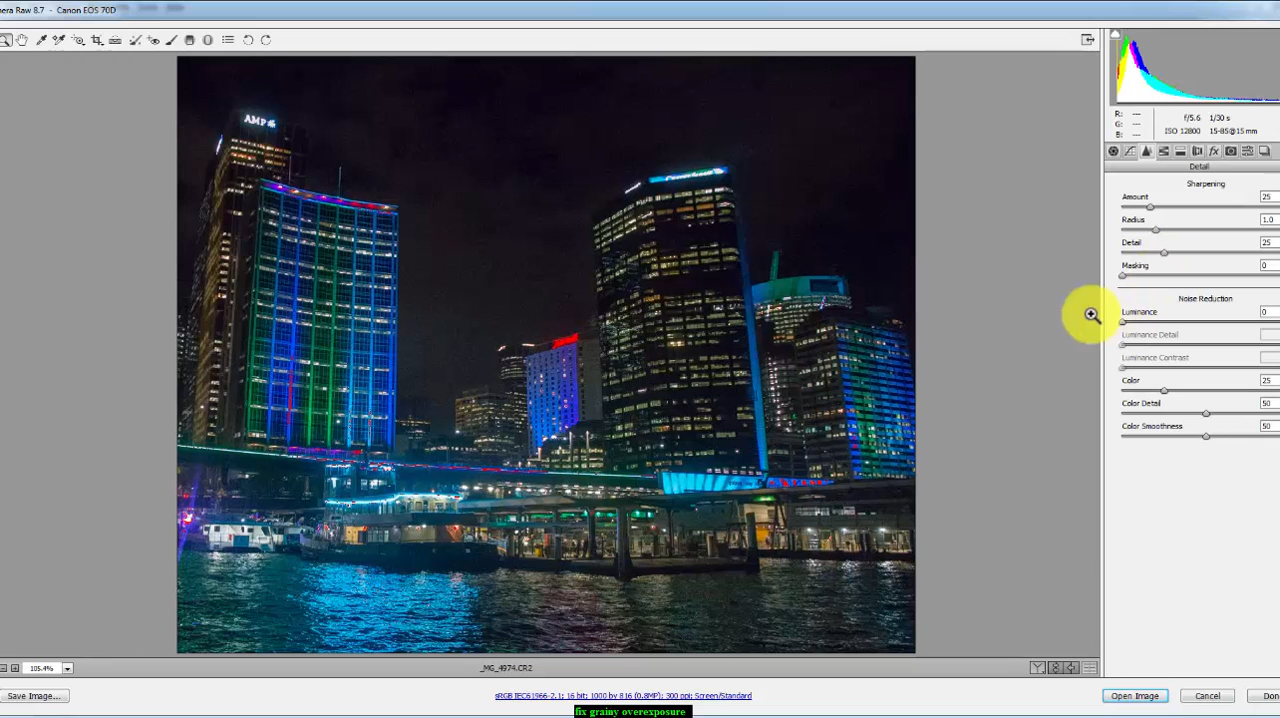 nera Raw 8.7 - Canon EOS 70D
AMP
R: ---
G: ---
B: ---
f/5.6 1/30 s
ISO 12800 15-85@15 mm
Detail
Sharpening
Amount 25
Radius 1.0
Detail 25
Masking 0
Noise Reduction
Luminance 0
Luminance Detail
Luminance Contrast
Color 25
Color Detail 50
Color Smoothness 50
105.4%
_MG_4974.CR2
Save Image...
sRGB IEC61966-2.1; 16 bit; 1000 by 816 (0.8MP); 300 ppi; Screen/Standard
Open Image
Cancel
Don
fix grainy overexposure